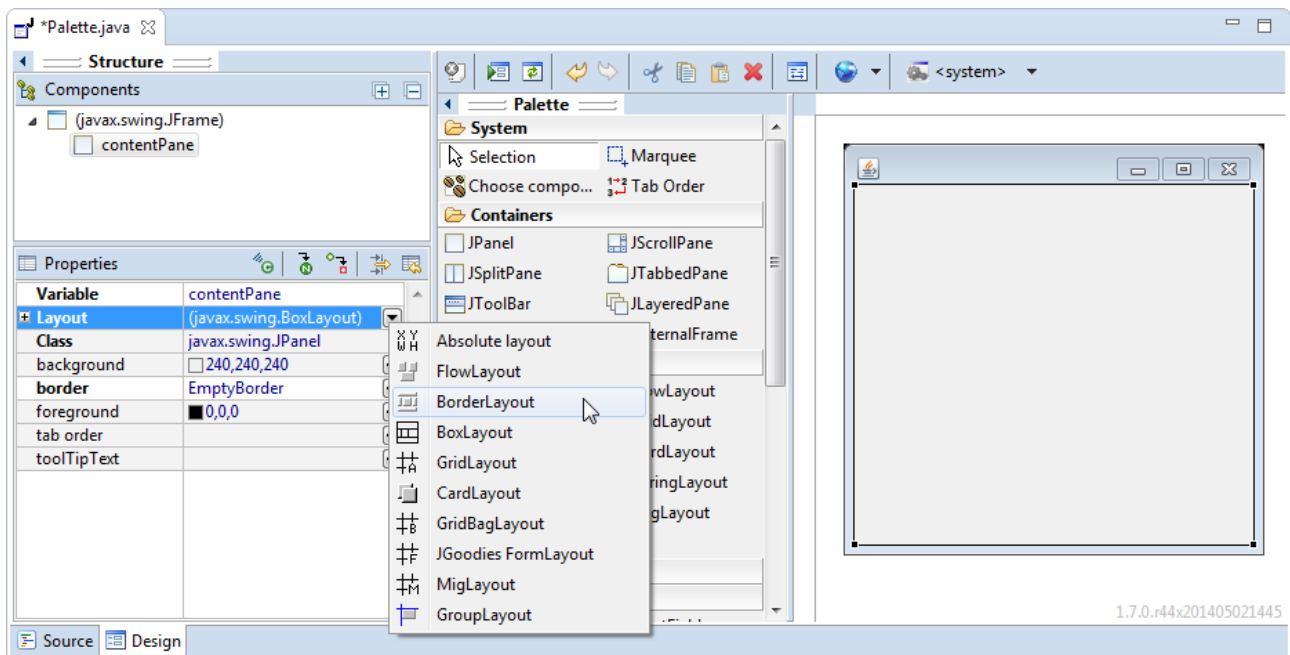 *Palette.java
Structure
Components
(javax.swing.JFrame)
contentPane
Properties
Variable contentPane
Layout (javax.swing.BoxLayout)
Class javax.swing.JPanel
background 240,240,240
border EmptyBorder
foreground 0,0,0
tab order
toolTipText
Source Design
<system>
Palette
System
Selection Marquee
Choose compo... Tab Order
Containers
JPanel JScrollPane
JSplitPane JTabbedPane
JToolBar JLayeredPane
ternalFrame
wLayout
dLayout
rdLayout
ringLayout
gLayout
Absolute layout
FlowLayout
BorderLayout
BoxLayout
GridLayout
CardLayout
GridBagLayout
JGoodies FormLayout
MigLayout
GroupLayout
1.7.0.r44x201405021445